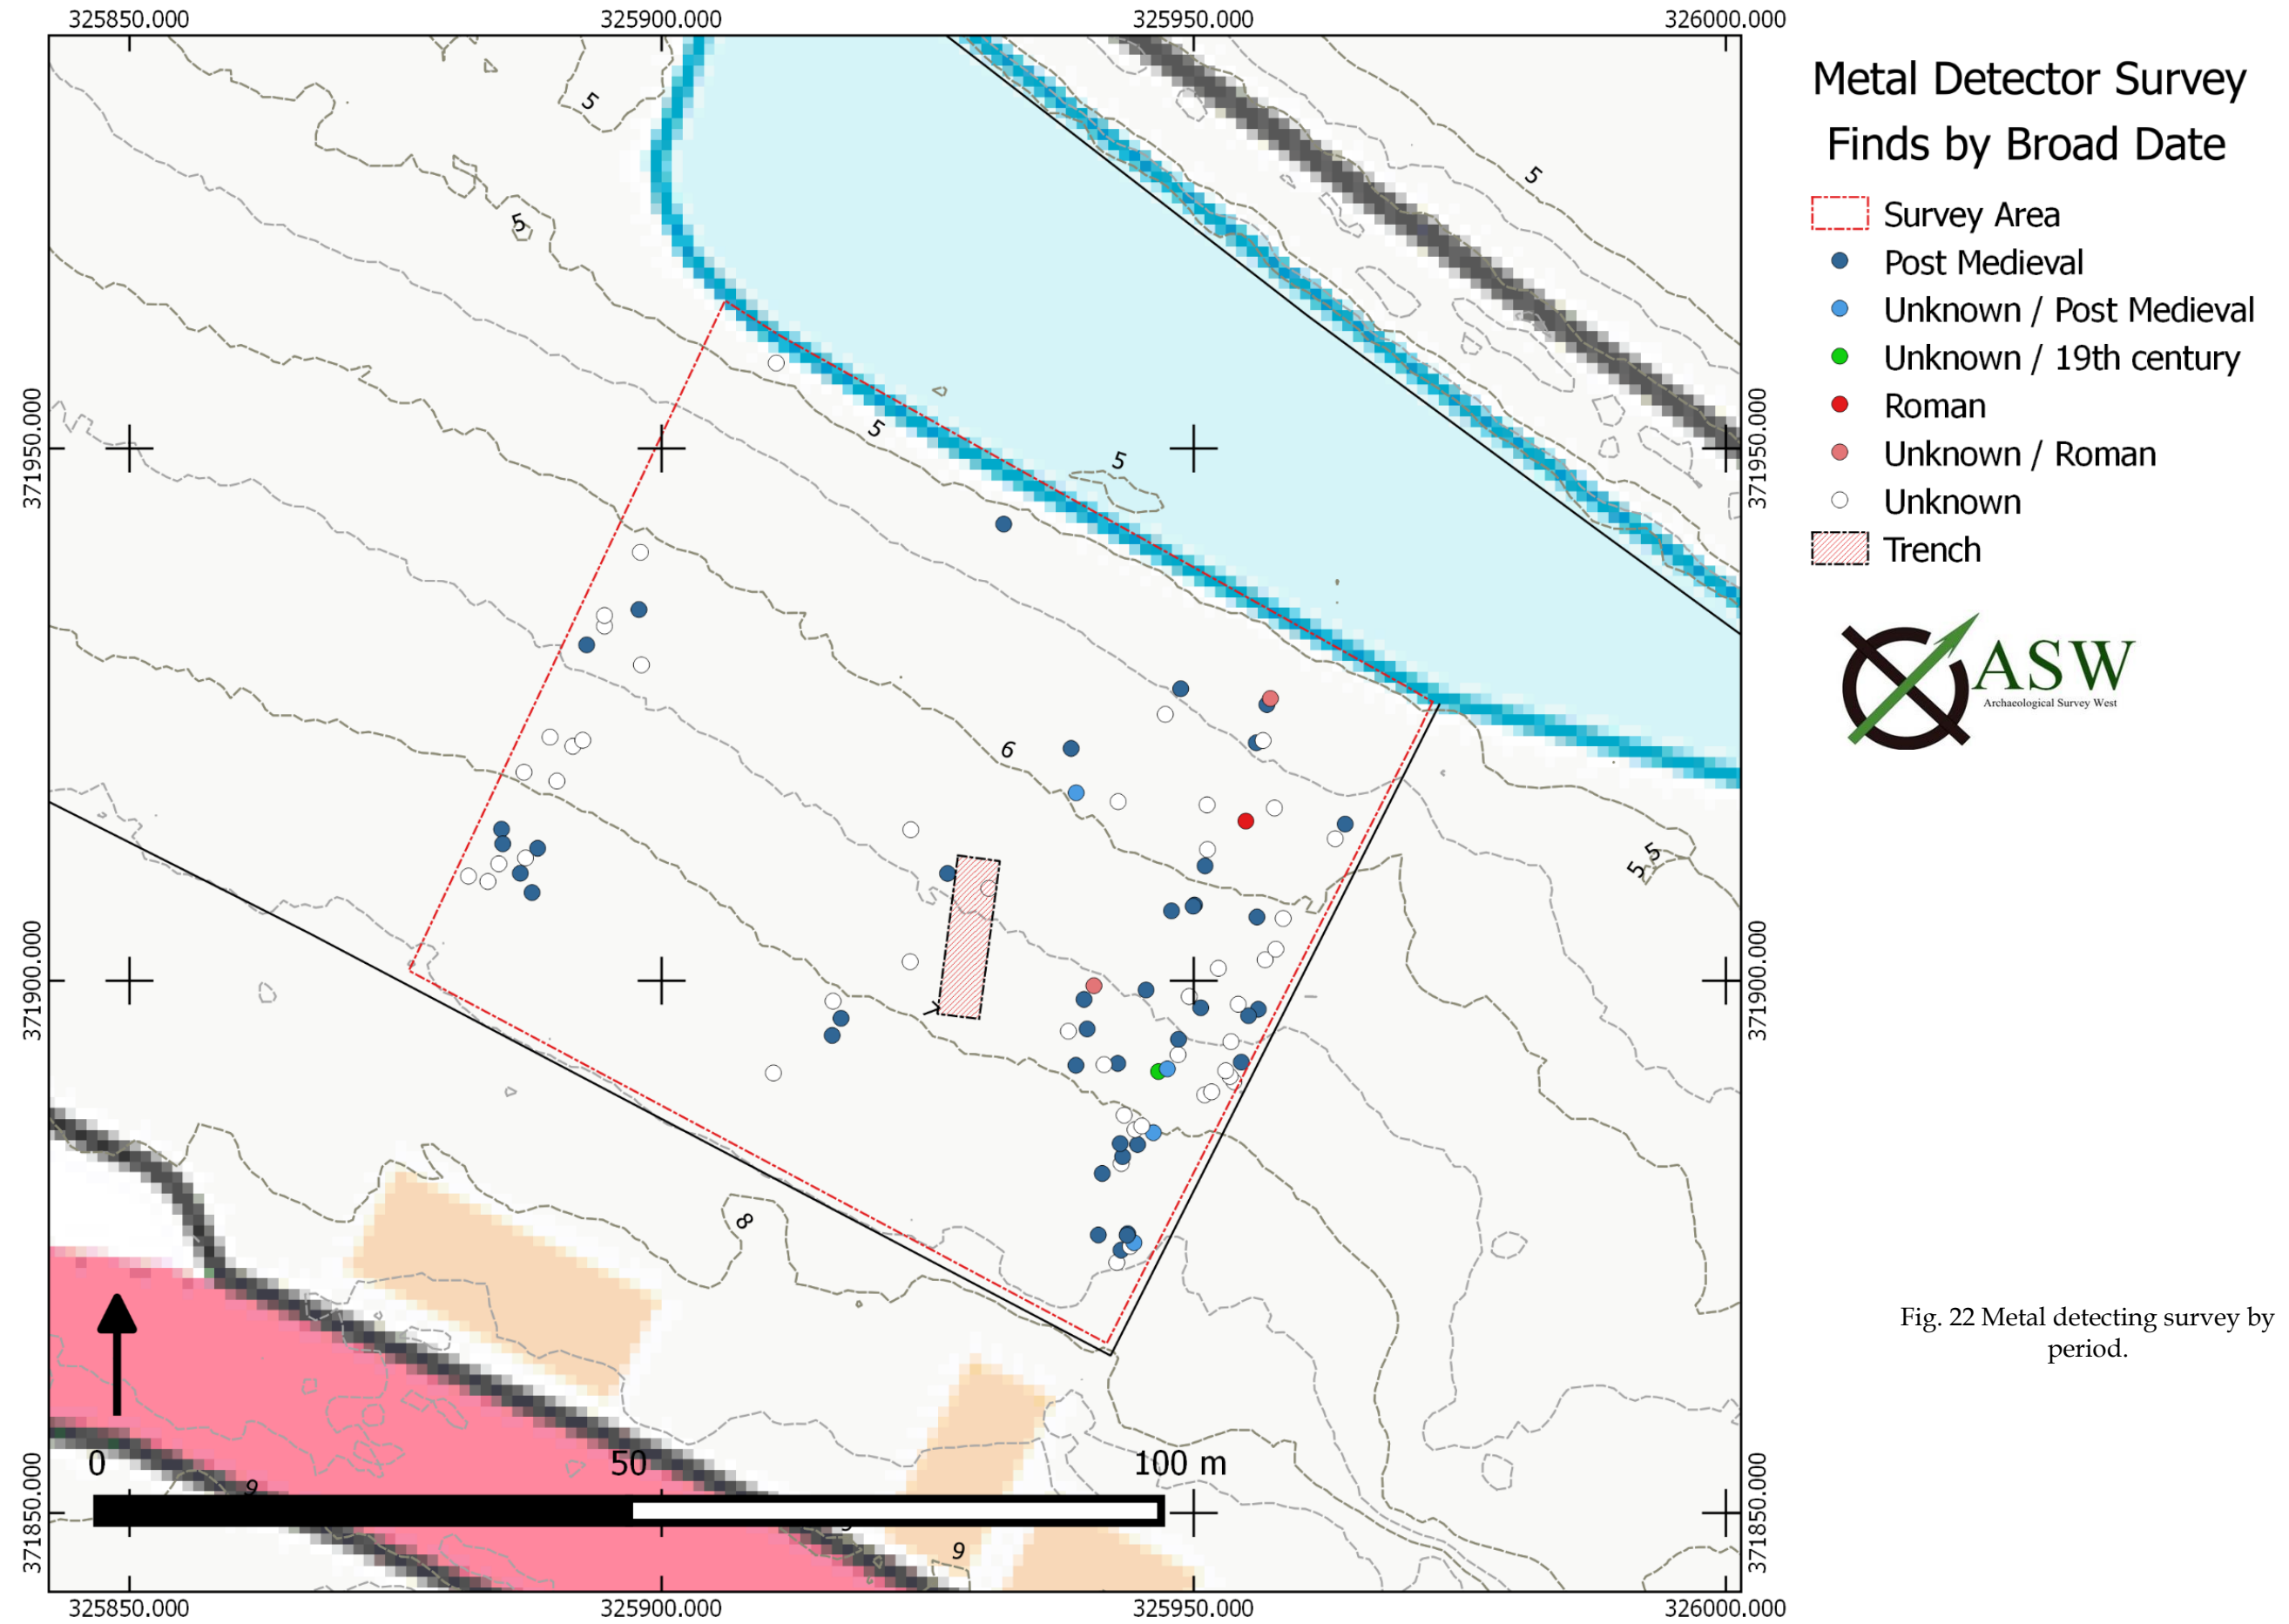 325850.000 325900.000 325950.000 326000.000
Metal Detector Survey
Finds by Broad Date
Survey Area
Post Medieval
Unknown / Post Medieval
Unknown / 19th century
Roman
Unknown / Roman
Unknown
Trench
ASW
Archaeological Survey West
5
5
5
5
5
6
5.5
7
8
9
9
371950.000 371950.000
371900.000 371900.000
371850.000 371850.000
0 50 100 m
Fig. 22 Metal detecting survey by
period.
325850.000 325900.000 325950.000 326000.000